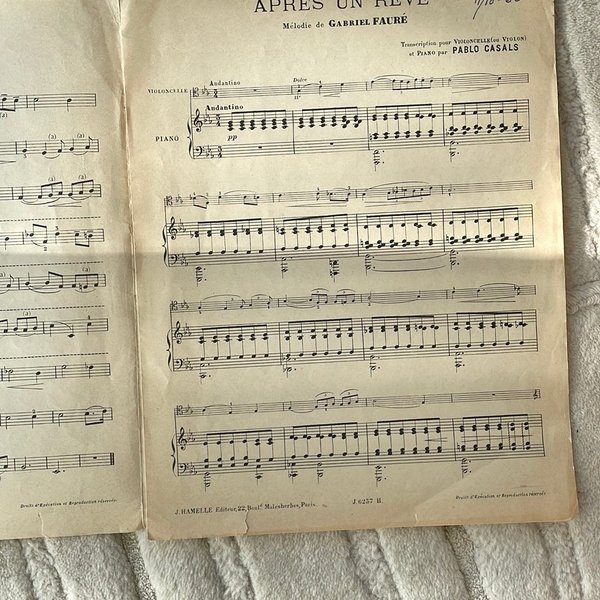 APRÈS UN RÊVE
Mélodie de GABRIEL FAURÉ
Transcription pour VIOLONCELLE (ou VIOLON)
et PIANO par PABLO CASALS
Andantino
Dolce
VIOLONCELLE
Andantino
PIANO
pp
Droits d'Exécution et Reproduction réservés.
J. HAMELLE Editeur, 22, Boulᵈ Malesherbes, Paris.
J. 6237 H.
Droits d'Exécution et Reproduction réservés